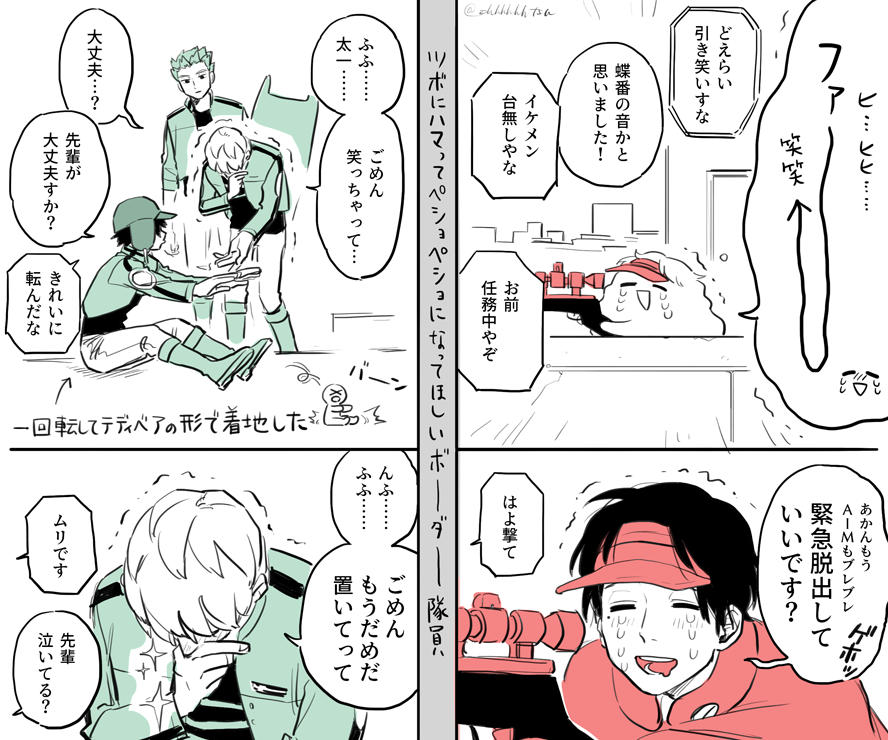 ツボにハマってペショペショになってほしいボーダー隊員
ヒ…ヒヒ……
ファー
笑笑
どえらい
引き笑いすな
蝶番の音かと
思いました！
イケメン
台無しやな
お前
任務中やぞ
あかんもう
AIMもブレブレ
緊急脱出して
いいです？
ゲホッ
はよ撃て
ふふ……
太一……
ごめん
笑っちゃって…
大丈夫…？
先輩が
大丈夫すか？
きれいに
転んだな
バーン
一回転してテディベアの形で着地した
んふ……
ふふ……
ごめん
もうだめだ
置いてって
ムリです
先輩
泣いてる？